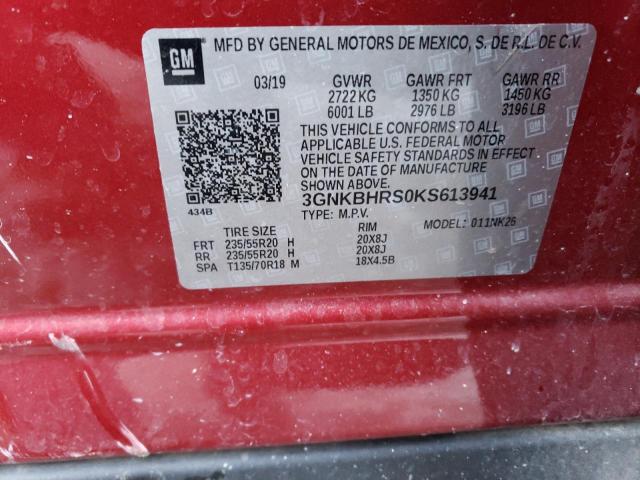 GM
MFD BY GENERAL MOTORS DE MEXICO, S. DE R.L. DE C.V.
03/19 GVWR GAWR FRT GAWR RR
2722 KG 1350 KG 1450 KG
6001 LB 2976 LB 3196 LB
THIS VEHICLE CONFORMS TO ALL
APPLICABLE U.S. FEDERAL MOTOR
VEHICLE SAFETY STANDARDS IN EFFECT
ON THE DATE OF MANUFACTURE
SHOWN ABOVE.
434B
3GNKBHRS0KS613941
TYPE: M.P.V. MODEL: 011NK26
TIRE SIZE RIM
FRT 235/55R20 H 20X8J
RR 235/55R20 H 20X8J
SPA T135/70R18 M 18X4.5B